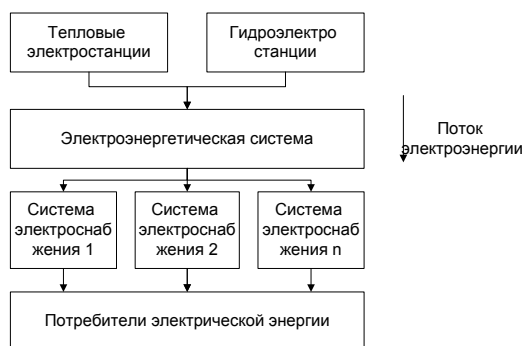 Тепловые
электростанции
Гидроэлектро
станции
Электроэнергетическая система
Поток
электроэнергии
Система
электроснаб
жения 1
Система
электроснаб
жения 2
Система
электроснаб
жения n
Потребители электрической энергии